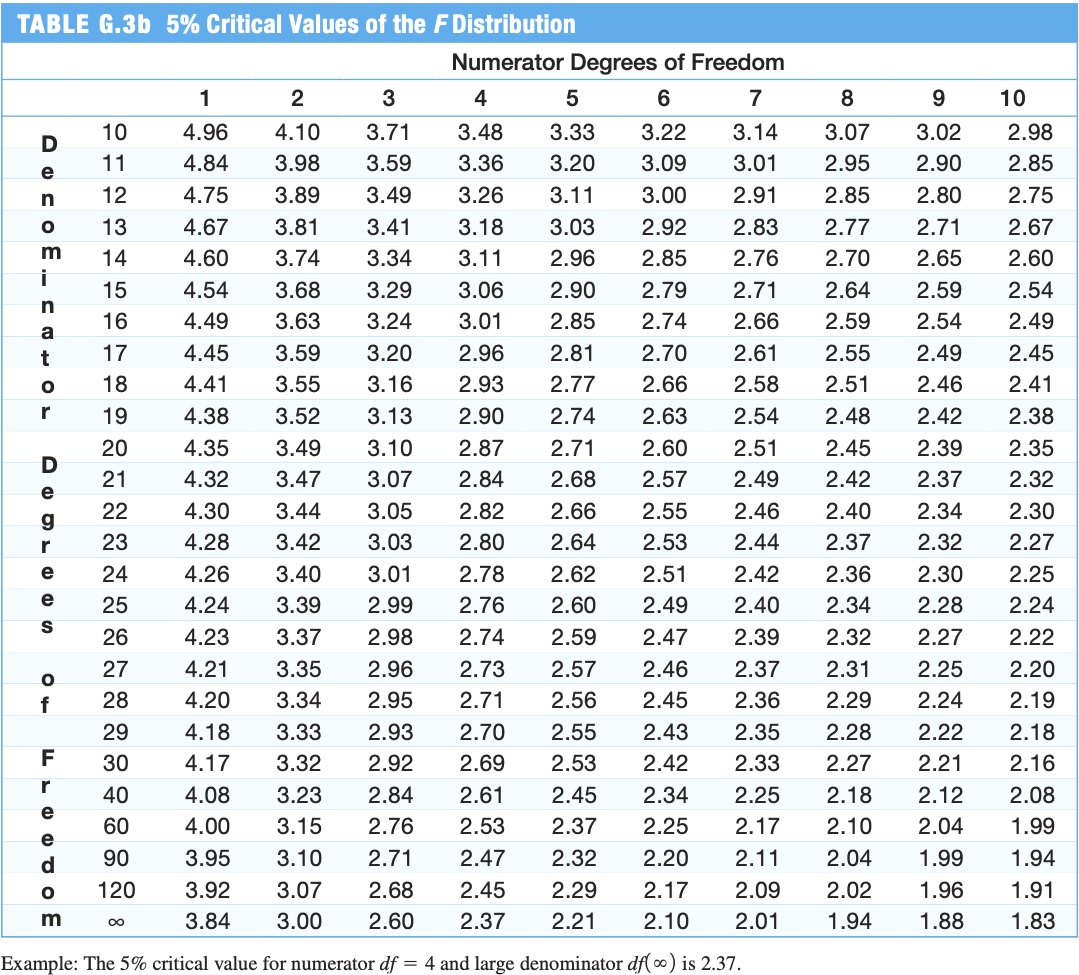 TABLE G.3b 5% Critical Values of the F Distribution
Numerator Degrees of Freedom
1 2 3 4 5 6 7 8 9 10
Denominator Degrees of Freedom
10 4.96 4.10 3.71 3.48 3.33 3.22 3.14 3.07 3.02 2.98
11 4.84 3.98 3.59 3.36 3.20 3.09 3.01 2.95 2.90 2.85
12 4.75 3.89 3.49 3.26 3.11 3.00 2.91 2.85 2.80 2.75
13 4.67 3.81 3.41 3.18 3.03 2.92 2.83 2.77 2.71 2.67
14 4.60 3.74 3.34 3.11 2.96 2.85 2.76 2.70 2.65 2.60
15 4.54 3.68 3.29 3.06 2.90 2.79 2.71 2.64 2.59 2.54
16 4.49 3.63 3.24 3.01 2.85 2.74 2.66 2.59 2.54 2.49
17 4.45 3.59 3.20 2.96 2.81 2.70 2.61 2.55 2.49 2.45
18 4.41 3.55 3.16 2.93 2.77 2.66 2.58 2.51 2.46 2.41
19 4.38 3.52 3.13 2.90 2.74 2.63 2.54 2.48 2.42 2.38
20 4.35 3.49 3.10 2.87 2.71 2.60 2.51 2.45 2.39 2.35
21 4.32 3.47 3.07 2.84 2.68 2.57 2.49 2.42 2.37 2.32
22 4.30 3.44 3.05 2.82 2.66 2.55 2.46 2.40 2.34 2.30
23 4.28 3.42 3.03 2.80 2.64 2.53 2.44 2.37 2.32 2.27
24 4.26 3.40 3.01 2.78 2.62 2.51 2.42 2.36 2.30 2.25
25 4.24 3.39 2.99 2.76 2.60 2.49 2.40 2.34 2.28 2.24
26 4.23 3.37 2.98 2.74 2.59 2.47 2.39 2.32 2.27 2.22
27 4.21 3.35 2.96 2.73 2.57 2.46 2.37 2.31 2.25 2.20
28 4.20 3.34 2.95 2.71 2.56 2.45 2.36 2.29 2.24 2.19
29 4.18 3.33 2.93 2.70 2.55 2.43 2.35 2.28 2.22 2.18
30 4.17 3.32 2.92 2.69 2.53 2.42 2.33 2.27 2.21 2.16
40 4.08 3.23 2.84 2.61 2.45 2.34 2.25 2.18 2.12 2.08
60 4.00 3.15 2.76 2.53 2.37 2.25 2.17 2.10 2.04 1.99
90 3.95 3.10 2.71 2.47 2.32 2.20 2.11 2.04 1.99 1.94
120 3.92 3.07 2.68 2.45 2.29 2.17 2.09 2.02 1.96 1.91
∞ 3.84 3.00 2.60 2.37 2.21 2.10 2.01 1.94 1.88 1.83
Example: The 5% critical value for numerator df = 4 and large denominator df(∞) is 2.37.